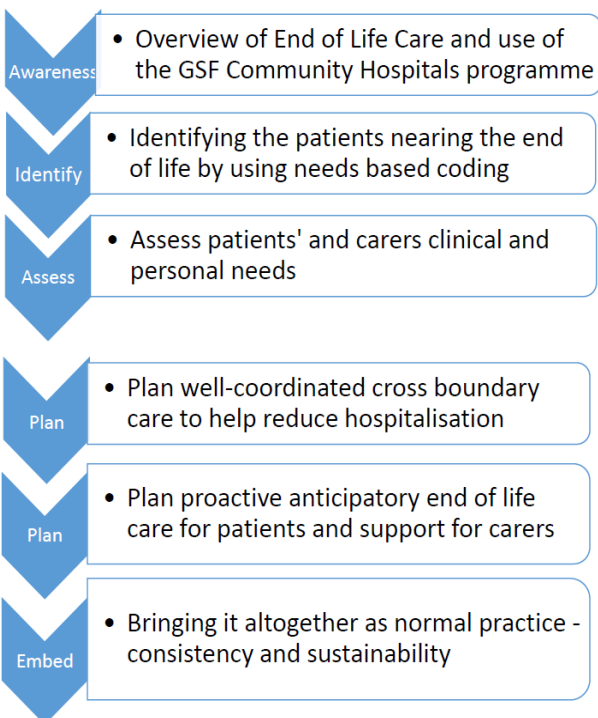 Awareness
• Overview of End of Life Care and use of
the GSF Community Hospitals programme
Identify
• Identifying the patients nearing the end
of life by using needs based coding
Assess
• Assess patients' and carers clinical and
personal needs
Plan
• Plan well-coordinated cross boundary
care to help reduce hospitalisation
Plan
• Plan proactive anticipatory end of life
care for patients and support for carers
Embed
• Bringing it altogether as normal practice -
consistency and sustainability